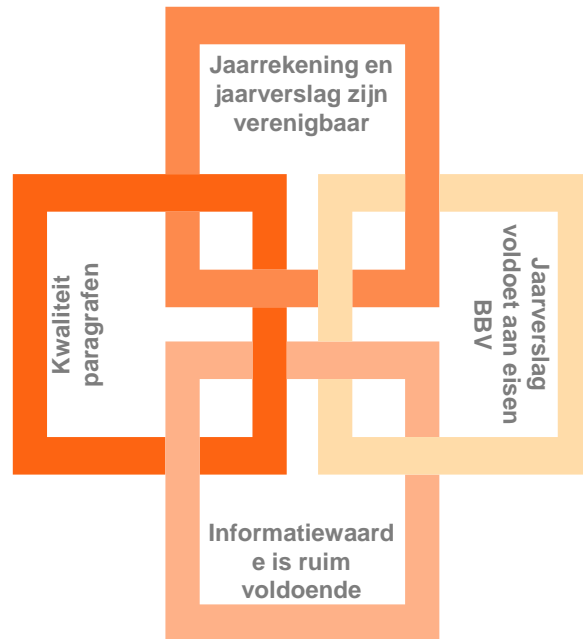 Jaarrekening en
jaarverslag zijn
verenigbaar
Kwaliteit
paragrafen
Jaarverslag
voldoet aan eisen
BBV
Informatiewaard
e is ruim
voldoende